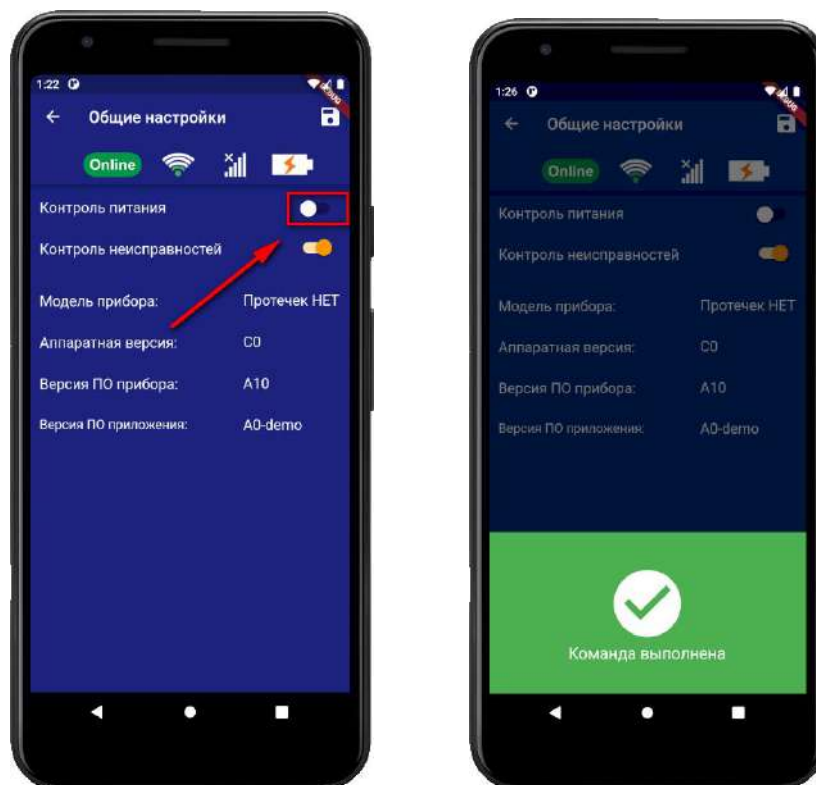 1:22
DEBUG
Общие настройки
Online
Контроль питания
Контроль неисправностей
Модель прибора: Протечек НЕТ
Аппаратная версия: C0
Версия ПО прибора: A10
Версия ПО приложения: A0-demo
1:26
DEBUG
Общие настройки
Online
Контроль питания
Контроль неисправностей
Модель прибора: Протечек НЕТ
Аппаратная версия: C0
Версия ПО прибора: A10
Версия ПО приложения: A0-demo
Команда выполнена